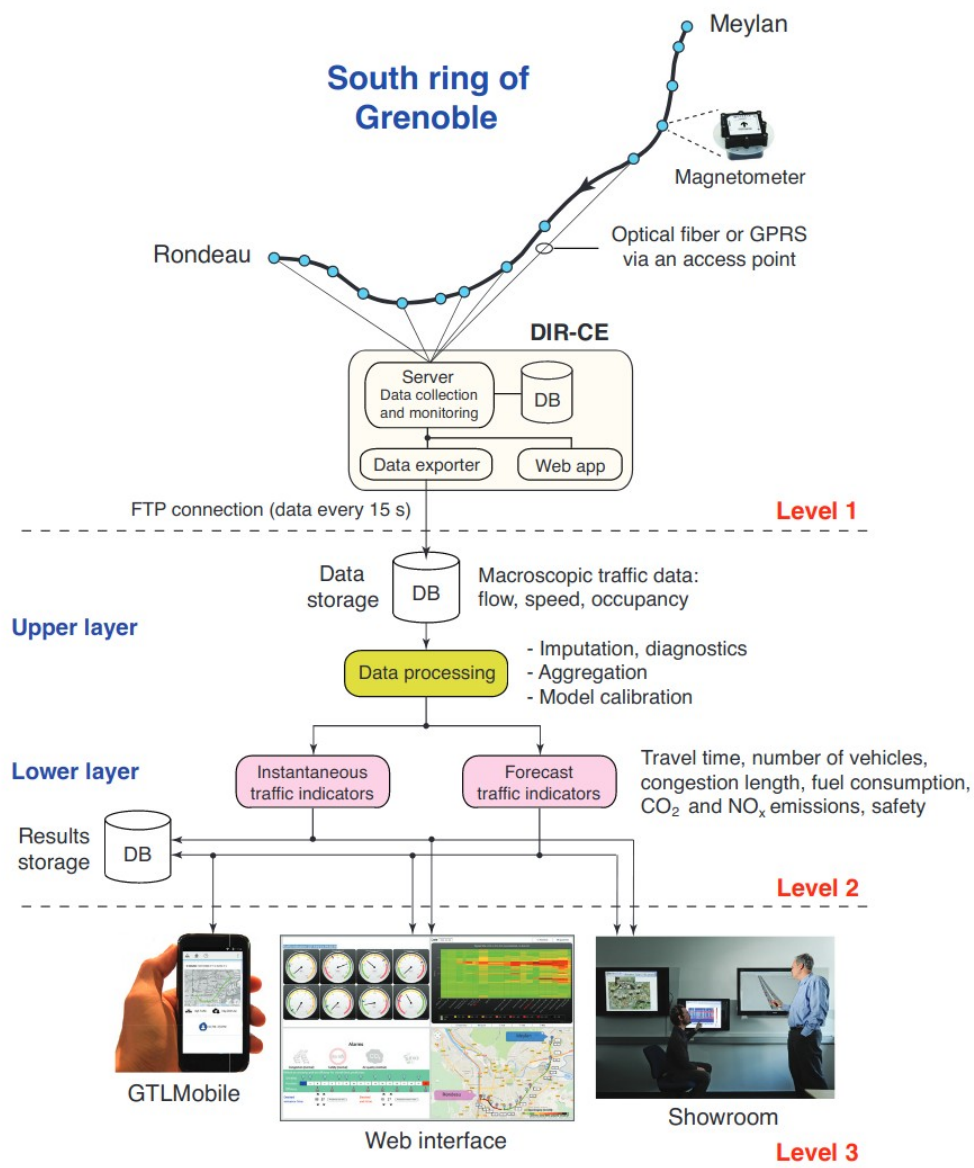 Meylan
South ring of
Grenoble
Magnetometer
Optical fiber or GPRS
via an access point
Rondeau
DIR-CE
Server
Data collection
and monitoring
DB
Data exporter
Web app
FTP connection (data every 15 s)
Level 1
Data
storage
DB
Macroscopic traffic data:
flow, speed, occupancy
Upper layer
Data processing
- Imputation, diagnostics
- Aggregation
- Model calibration
Lower layer
Instantaneous
traffic indicators
Forecast
traffic indicators
Travel time, number of vehicles,
congestion length, fuel consumption,
CO₂ and NOₓ emissions, safety
Results
storage
DB
Level 2
Alarms
GTLMobile
Web interface
Showroom
Level 3